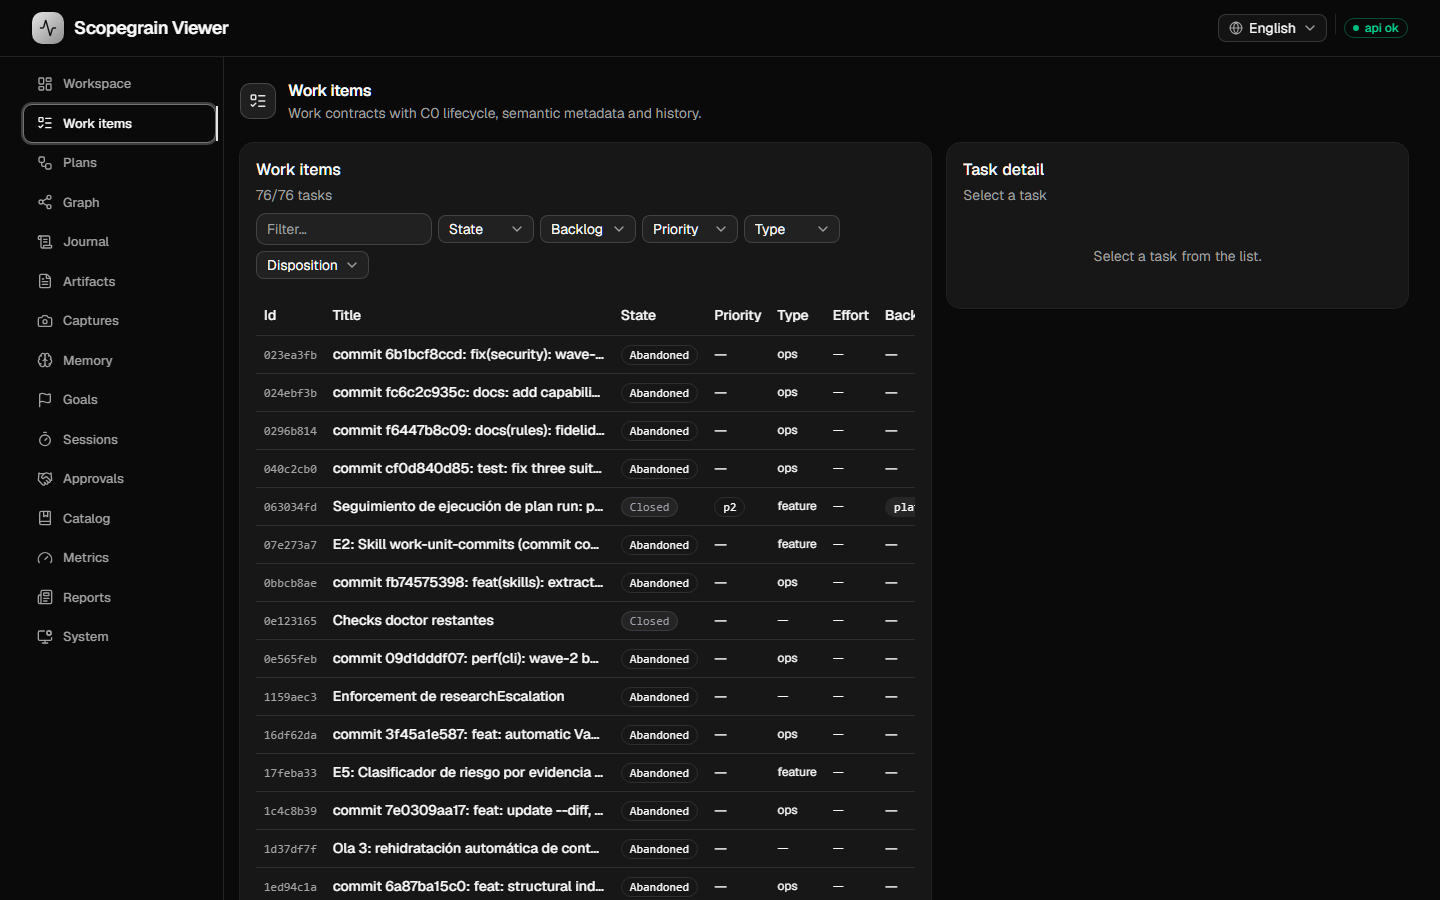 Scopegrain Viewer
English
api ok
Workspace
Work items
Plans
Graph
Journal
Artifacts
Captures
Memory
Goals
Sessions
Approvals
Catalog
Metrics
Reports
System
Work items
Work contracts with C0 lifecycle, semantic metadata and history.
Work items
76/76 tasks
Filter...
State Backlog Priority Type
Disposition
Id Title State Priority Type Effort Back
023ea3fb commit 6b1bcf8ccd: fix(security): wave-... Abandoned — ops — —
024ebf3b commit fc6c2c935c: docs: add capabili... Abandoned — ops — —
0296b814 commit f6447b8c09: docs(rules): fidelid... Abandoned — ops — —
040c2cb0 commit cf0d840d85: test: fix three suit... Abandoned — ops — —
063034fd Seguimiento de ejecución de plan run: p... Closed p2 feature — pla
07e273a7 E2: Skill work-unit-commits (commit co... Abandoned — feature — —
0bbcb8ae commit fb74575398: feat(skills): extract... Abandoned — ops — —
0e123165 Checks doctor restantes Closed — — — —
0e565feb commit 09d1dddf07: perf(cli): wave-2 b... Abandoned — ops — —
1159aec3 Enforcement de researchEscalation Abandoned — — — —
16df62da commit 3f45a1e587: feat: automatic Va... Abandoned — ops — —
17feba33 E5: Clasificador de riesgo por evidencia ... Abandoned — feature — —
1c4c8b39 commit 7e0309aa17: feat: update --diff, ... Abandoned — ops — —
1d37df7f Ola 3: rehidratación automática de cont... Abandoned — — — —
1ed94c1a commit 6a87ba15c0: feat: structural ind... Abandoned — ops — —
Task detail
Select a task
Select a task from the list.